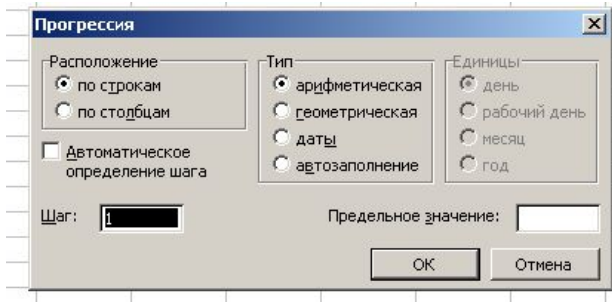 Прогрессия
Расположение
по строкам
по столбцам
Автоматическое
определение шага
Тип
арифметическая
геометрическая
даты
автозаполнение
Единицы
день
рабочий день
месяц
год
Шаг: 1
Предельное значение:
ОК
Отмена